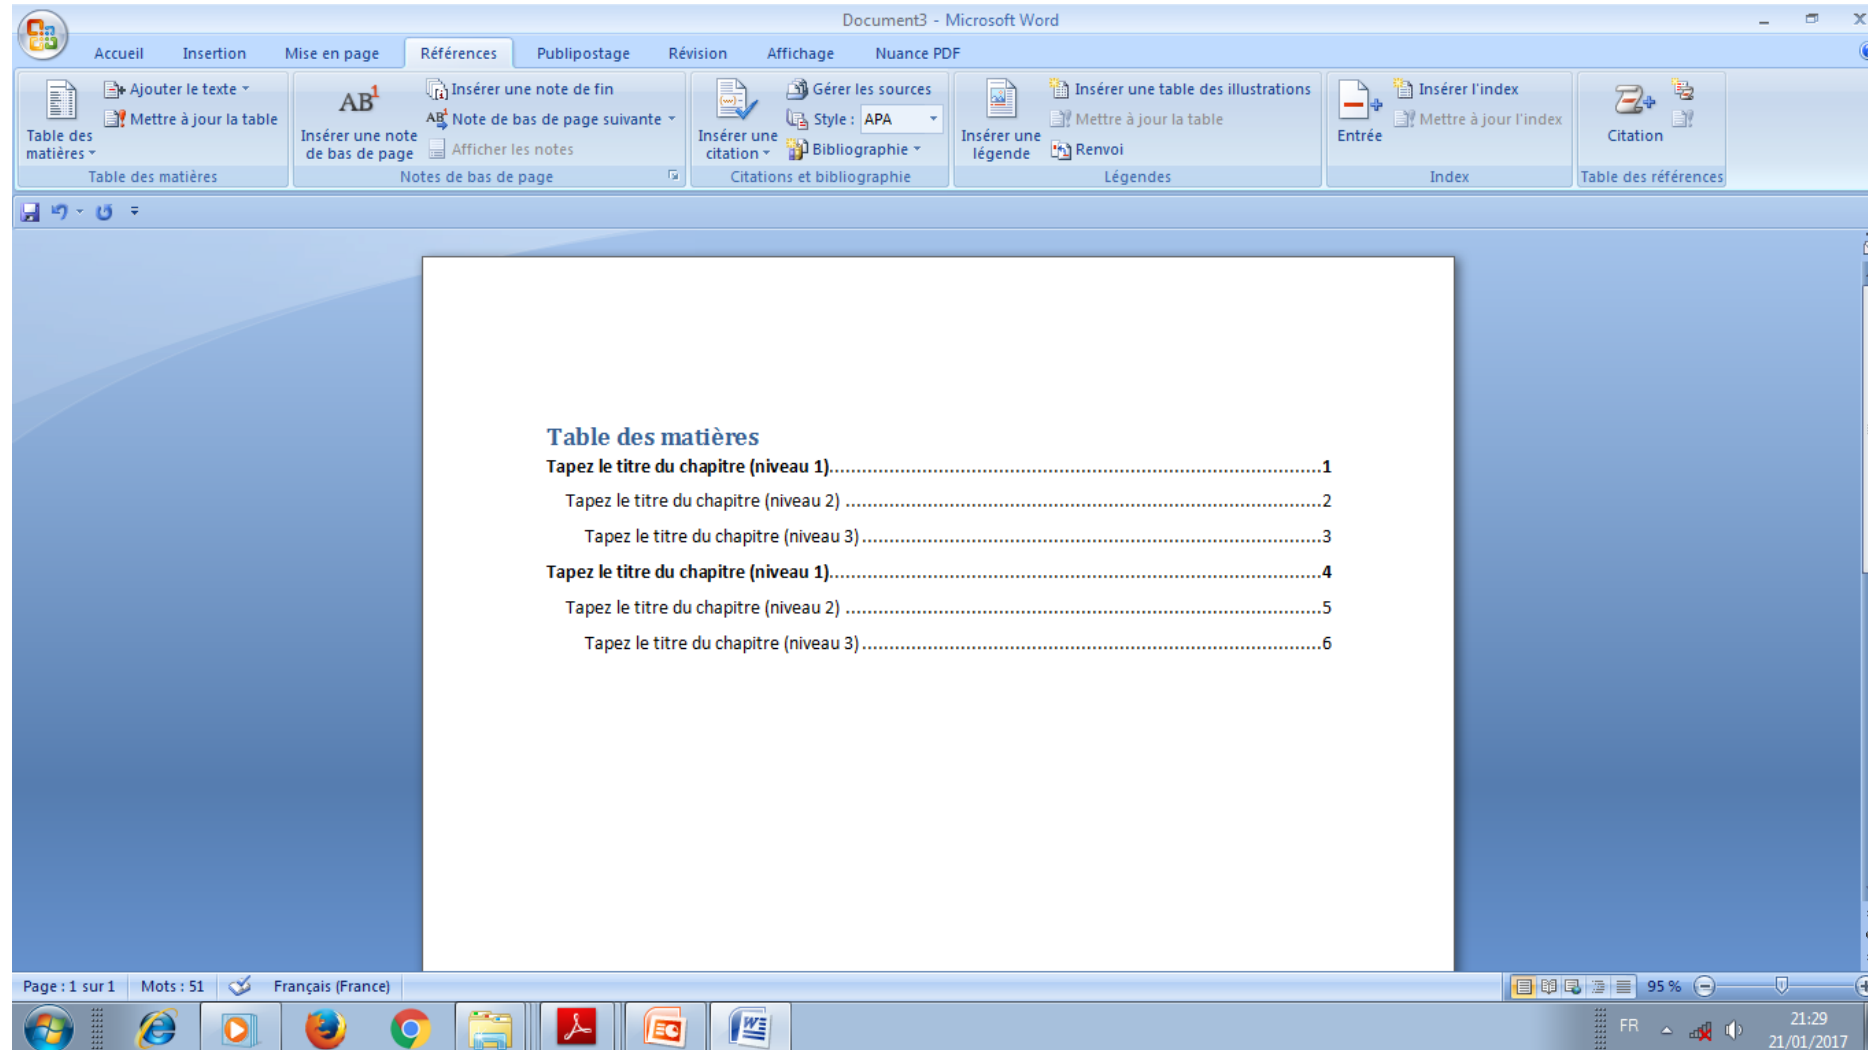 Document3 - Microsoft Word
Accueil Insertion Mise en page Références Publipostage Révision Affichage Nuance PDF
Table des matières
Ajouter le texte
Mettre à jour la table
Table des matières
AB1
Insérer une note de bas de page
Insérer une note de fin
AB1 Note de bas de page suivante
Afficher les notes
Notes de bas de page
Insérer une citation
Gérer les sources
Style : APA
Bibliographie
Citations et bibliographie
Insérer une légende
Insérer une table des illustrations
Mettre à jour la table
Renvoi
Légendes
Entrée
Insérer l'index
Mettre à jour l'index
Index
Citation
Table des références
Table des matières
Tapez le titre du chapitre (niveau 1)........................................1
Tapez le titre du chapitre (niveau 2) ........................................2
Tapez le titre du chapitre (niveau 3) ........................................3
Tapez le titre du chapitre (niveau 1)........................................4
Tapez le titre du chapitre (niveau 2) ........................................5
Tapez le titre du chapitre (niveau 3) ........................................6
Page : 1 sur 1 Mots : 51 Français (France) 95 %
FR 21:29
21/01/2017